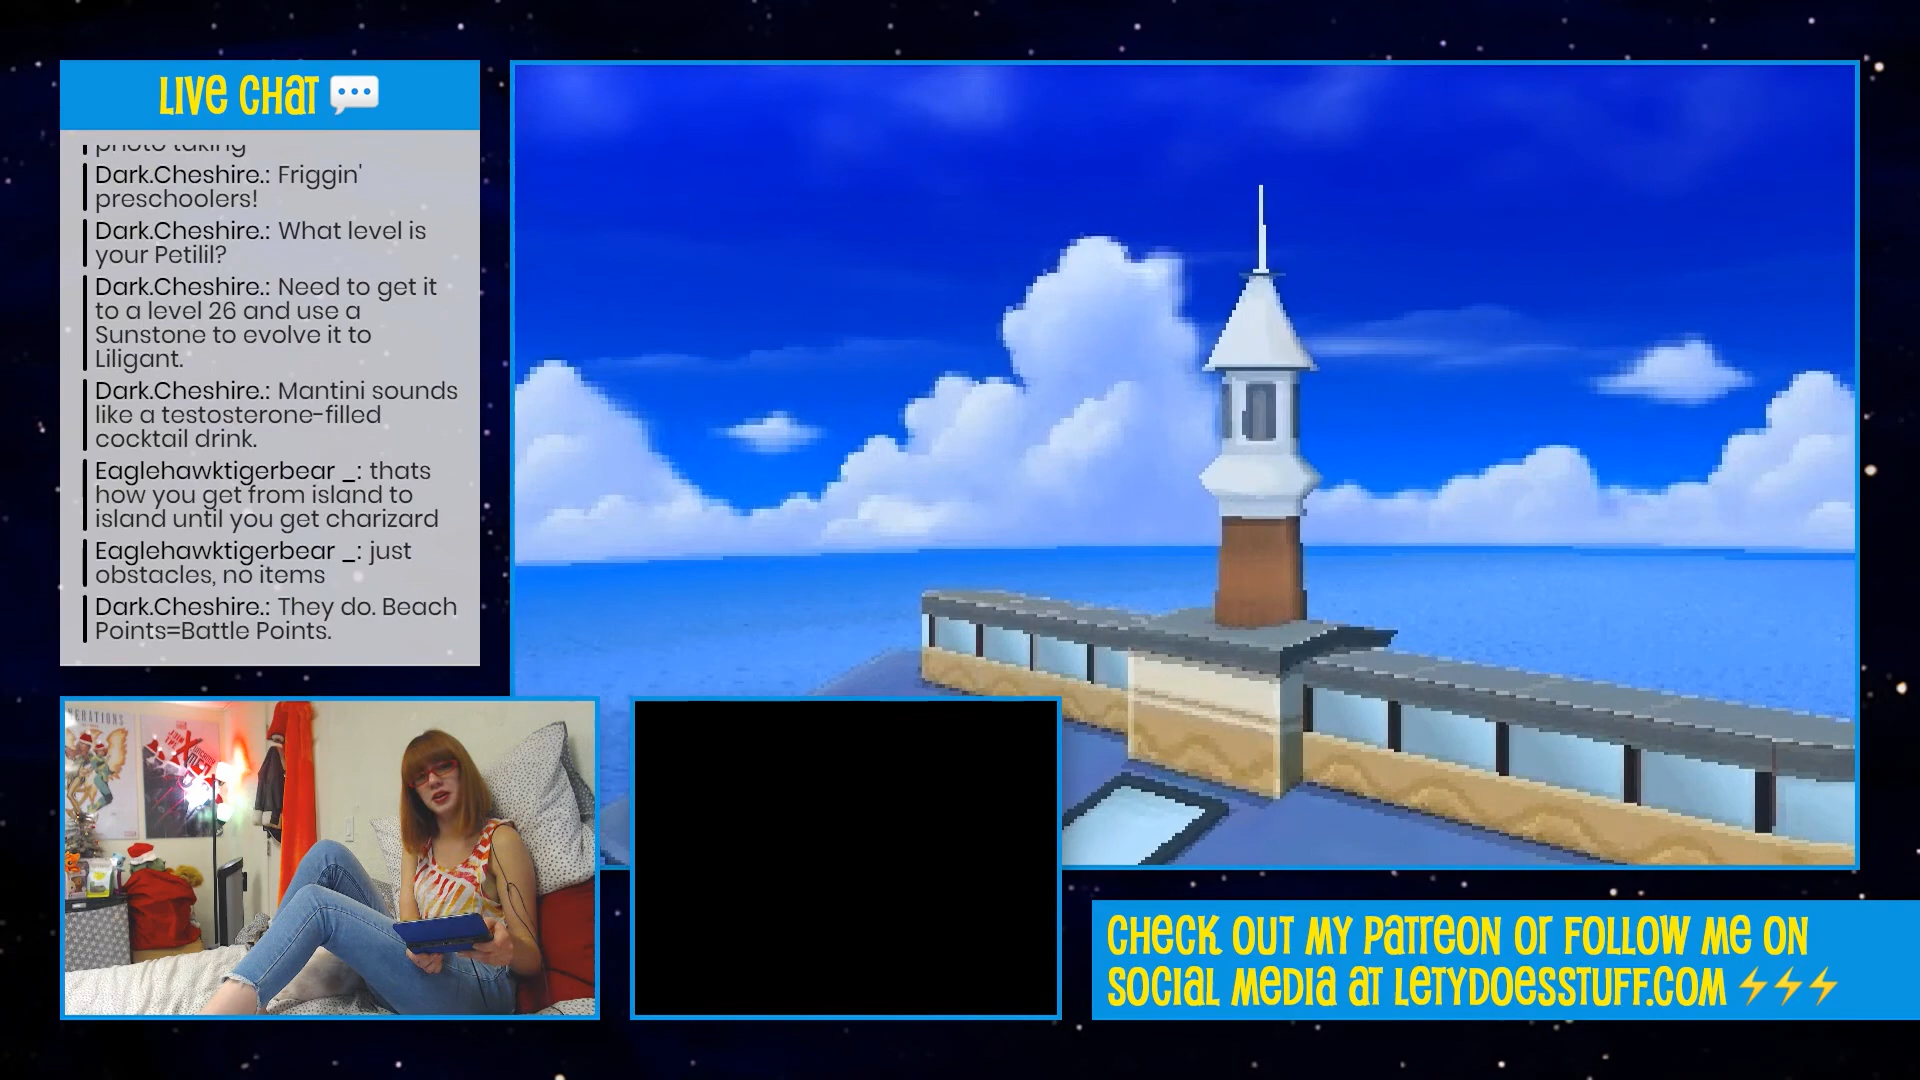 LIVE CHAT
photo taking
Dark.Cheshire.: Friggin'
preschoolers!
Dark.Cheshire.: What level is
your Petilil?
Dark.Cheshire.: Need to get it
to a level 26 and use a
Sunstone to evolve it to
Liligant.
Dark.Cheshire.: Mantini sounds
like a testosterone-filled
cocktail drink.
Eaglehawktigerbear _: thats
how you get from island to
island until you get charizard
Eaglehawktigerbear _: just
obstacles, no items
Dark.Cheshire.: They do. Beach
Points=Battle Points.
CHECK OUT MY PATREON OR FOLLOW ME ON
SOCIAL MEDIA AT LETYDOESSTUFF.COM